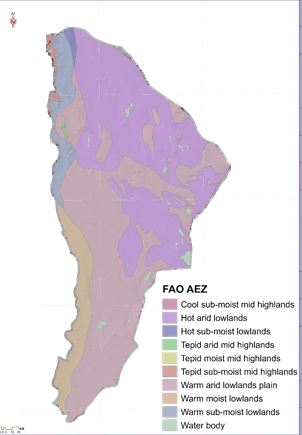 FAO AEZ
Cool sub-moist mid highlands
Hot arid lowlands
Hot sub-moist lowlands
Tepid arid mid highlands
Tepid moist mid highlands
Tepid sub-moist mid highlands
Warm arid lowlands plain
Warm moist lowlands
Warm sub-moist lowlands
Water body